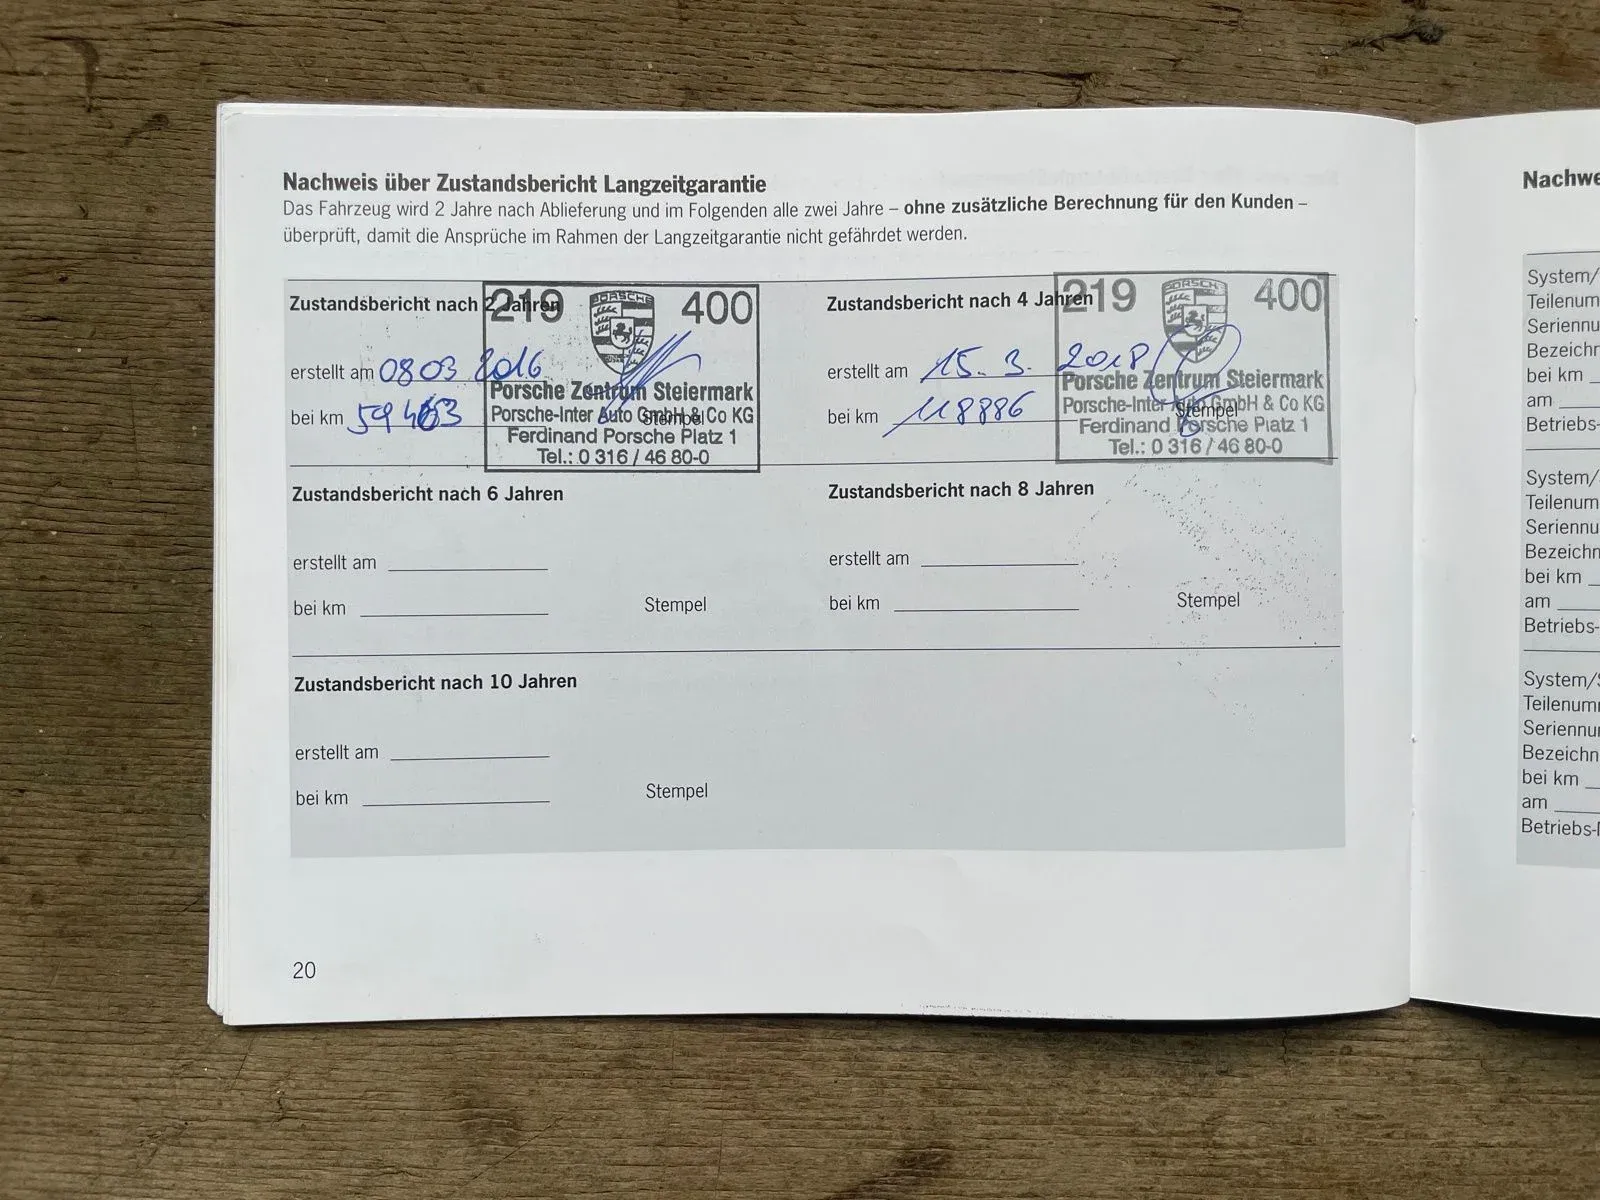 Nachweis über Zustandsbericht Langzeitgarantie
Das Fahrzeug wird 2 Jahre nach Ablieferung und im Folgenden alle zwei Jahre – ohne zusätzliche Berechnung für den Kunden –
überprüft, damit die Ansprüche im Rahmen der Langzeitgarantie nicht gefährdet werden.
Zustandsbericht nach 2 Jahren
219 PORSCHE 400
erstellt am 08 03 2016
bei km
Porsche Zentrum Steiermark
Porsche-Inter Auto GmbH & Co KG
Stempel
Ferdinand Porsche Platz 1
Tel.: 0 316 / 46 80-0
Zustandsbericht nach 4 Jahren
219 PORSCHE 400
erstellt am 15. 3. 2018
bei km 118886
Porsche Zentrum Steiermark
Porsche-Inter Auto GmbH & Co KG
Stempel
Ferdinand Porsche Platz 1
Tel.: 0 316 / 46 80-0
Zustandsbericht nach 6 Jahren
erstellt am
bei km
Stempel
Zustandsbericht nach 8 Jahren
erstellt am
bei km
Stempel
Zustandsbericht nach 10 Jahren
erstellt am
bei km
Stempel
20
Nachwe
System/
Teilenum
Seriennu
Bezeichn
bei km
am
Betriebs-
System/
Teilenum
Seriennu
Bezeichn
bei km
am
Betriebs-
System/S
Teilenum
Seriennu
Bezeichn
bei km
am
Betriebs-